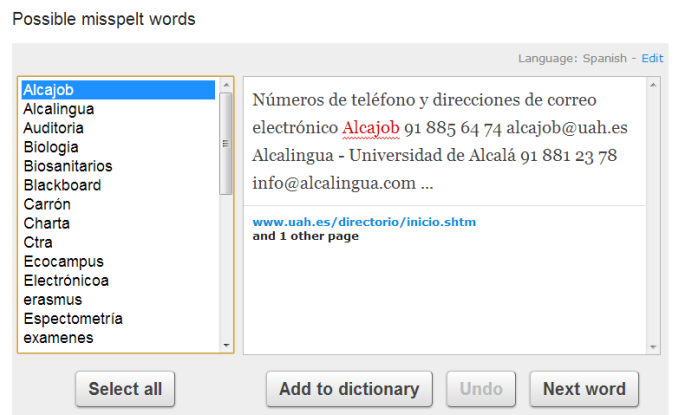 Possible misspelt words
Language: Spanish - Edit
Alcajob
Alcalingua
Auditoria
Biologia
Biosanitarios
Blackboard
Carrón
Charta
Ctra
Ecocampus
Electrónicoa
erasmus
Espectometría
examenes
Números de teléfono y direcciones de correo
electrónico Alcajob 91 885 64 74 alcajob@uah.es
Alcalingua - Universidad de Alcalá 91 881 23 78
info@alcalingua.com ...
www.uah.es/directorio/inicio.shtm
and 1 other page
Select all
Add to dictionary
Undo
Next word